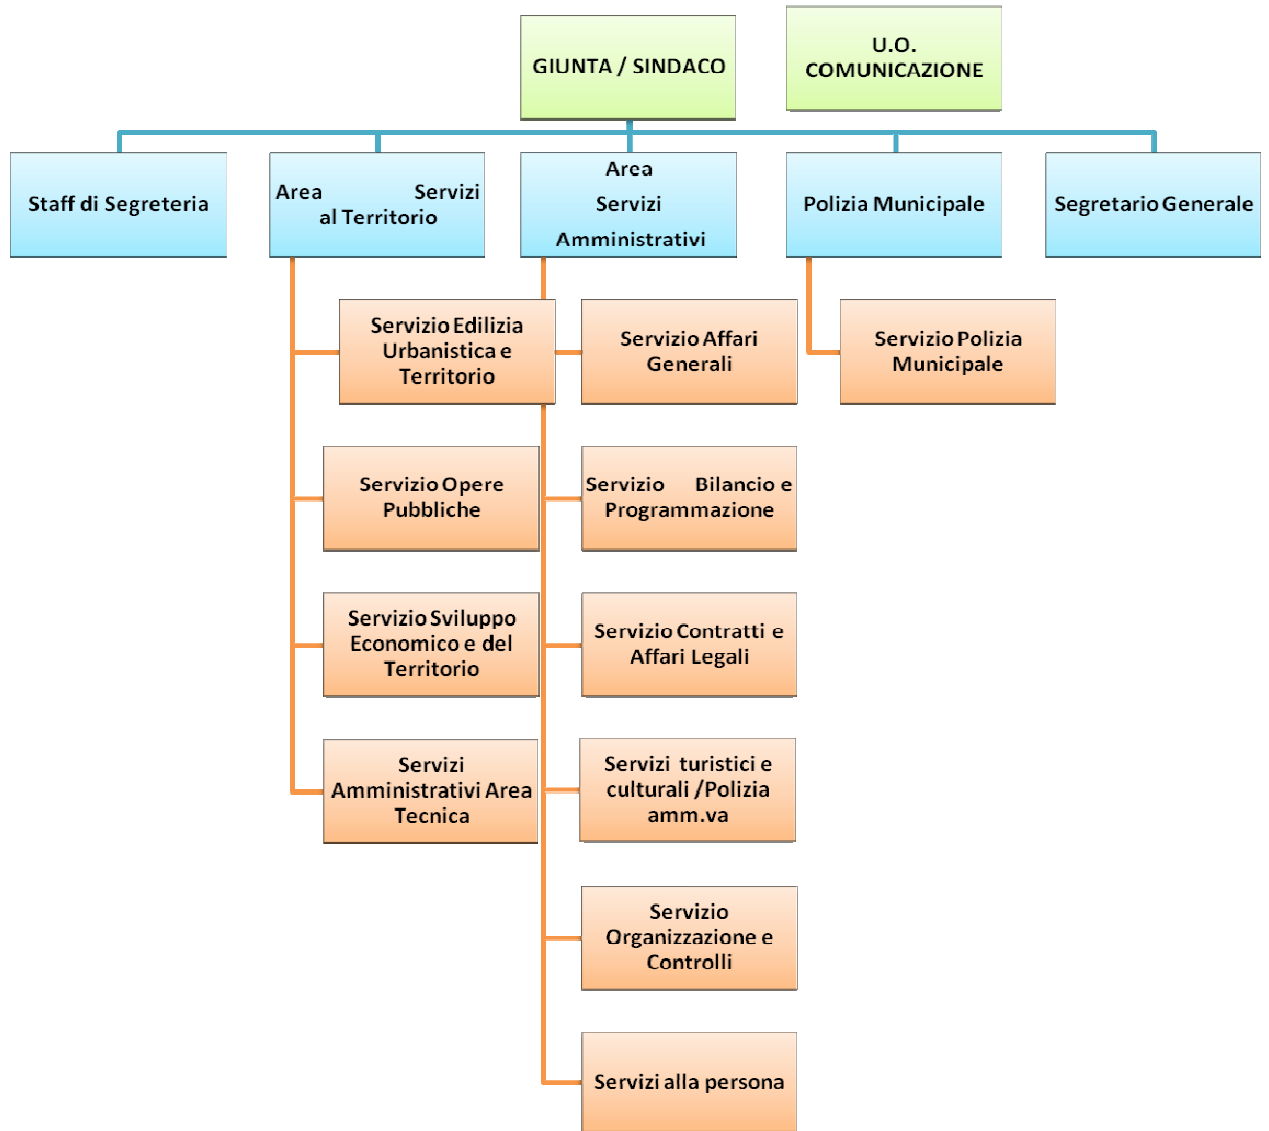 GIUNTA / SINDACO
U.O.
COMUNICAZIONE
Staff di Segreteria
Area Servizi
al Territorio
Area
Servizi
Amministrativi
Polizia Municipale
Segretario Generale
Servizio Edilizia
Urbanistica e
Territorio
Servizio Affari
Generali
Servizio Polizia
Municipale
Servizio Opere
Pubbliche
Servizio Bilancio e
Programmazione
Servizio Sviluppo
Economico e del
Territorio
Servizio Contratti e
Affari Legali
Servizi
Amministrativi Area
Tecnica
Servizi turistici e
culturali /Polizia
amm.va
Servizio
Organizzazione e
Controlli
Servizi alla persona